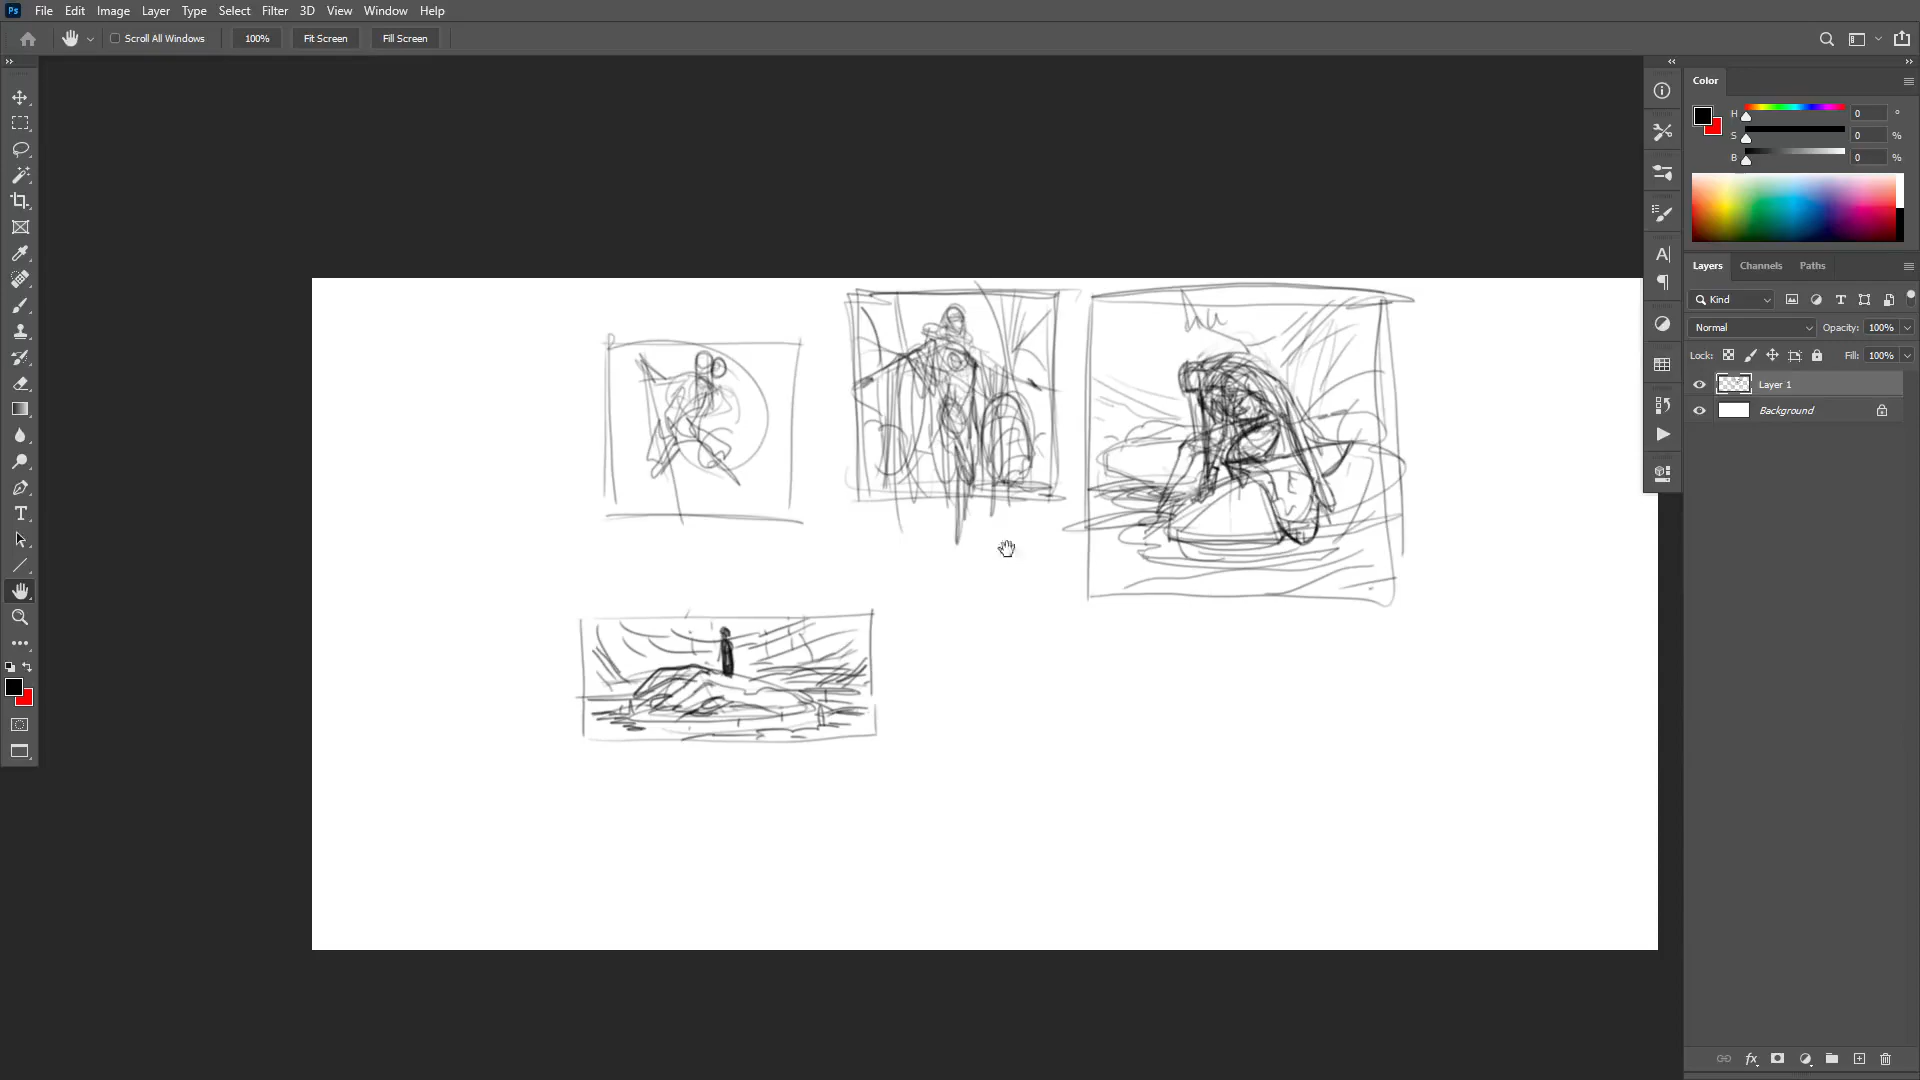 Ps File Edit Image Layer Type Select Filter 3D View Window Help
Scroll All Windows 100% Fit Screen Fill Screen
Color
H 0 °
S 0 %
B 0 %
Layers Channels Paths
Kind
Normal Opacity: 100%
Lock: Fill: 100%
Layer 1
Background